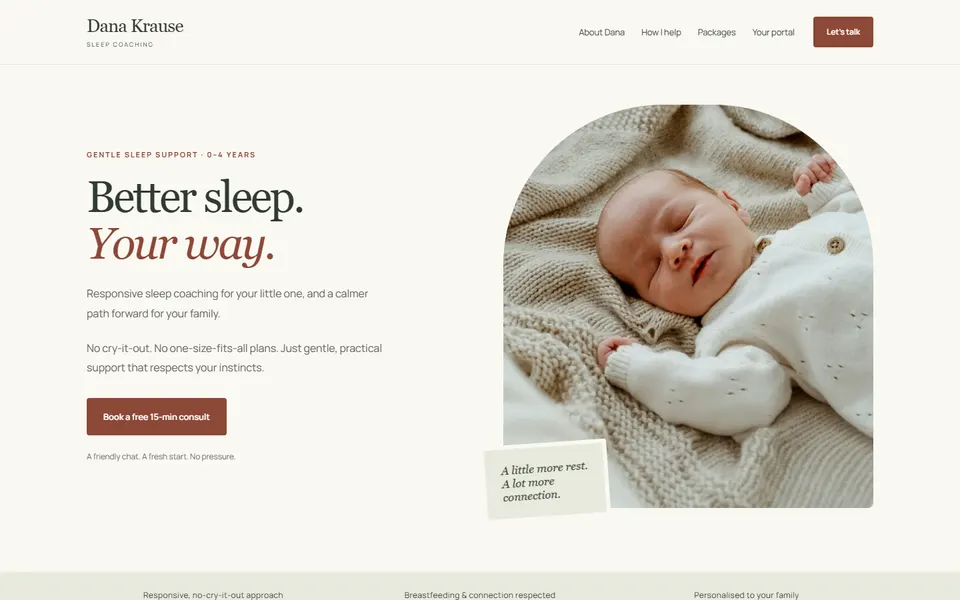 Dana Krause
SLEEP COACHING
About Dana
How I help
Packages
Your portal
Let's talk
GENTLE SLEEP SUPPORT · 0–4 YEARS
Better sleep.
Your way.
Responsive sleep coaching for your little one, and a calmer
path forward for your family.
No cry-it-out. No one-size-fits-all plans. Just gentle, practical
support that respects your instincts.
Book a free 15-min consult
A friendly chat. A fresh start. No pressure.
A little more rest.
A lot more
connection.
Responsive, no-cry-it-out approach
Breastfeeding & connection respected
Personalised to your family